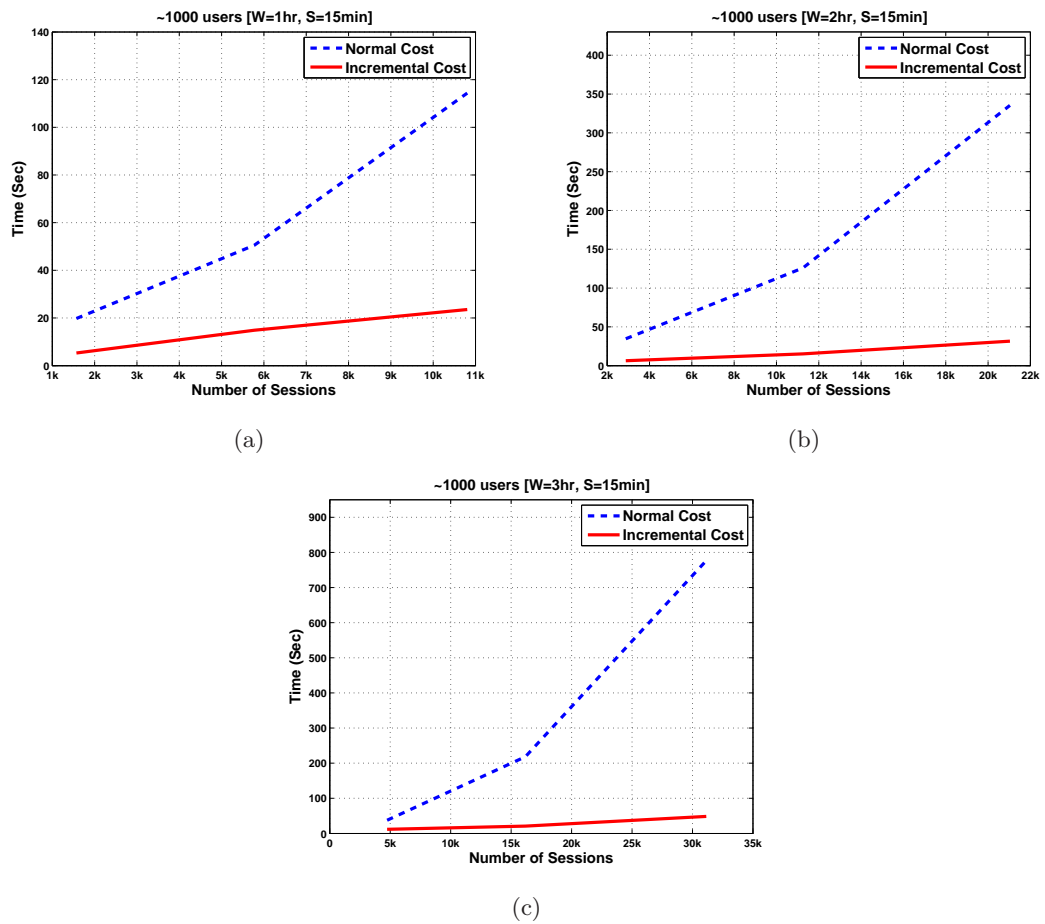 ~1000 users [W=1hr, S=15min]
140
120
100
80
60
40
20
0
Time (Sec)
Normal Cost
Incremental Cost
1k 2k 3k 4k 5k 6k 7k 8k 9k 10k 11k
Number of Sessions
(a)
~1000 users [W=2hr, S=15min]
400
350
300
250
200
150
100
50
0
Time (Sec)
Normal Cost
Incremental Cost
2k 4k 6k 8k 10k 12k 14k 16k 18k 20k 22k
Number of Sessions
(b)
~1000 users [W=3hr, S=15min]
900
800
700
600
500
400
300
200
100
0
Time (Sec)
Normal Cost
Incremental Cost
0 5k 10k 15k 20k 25k 30k 35k
Number of Sessions
(c)